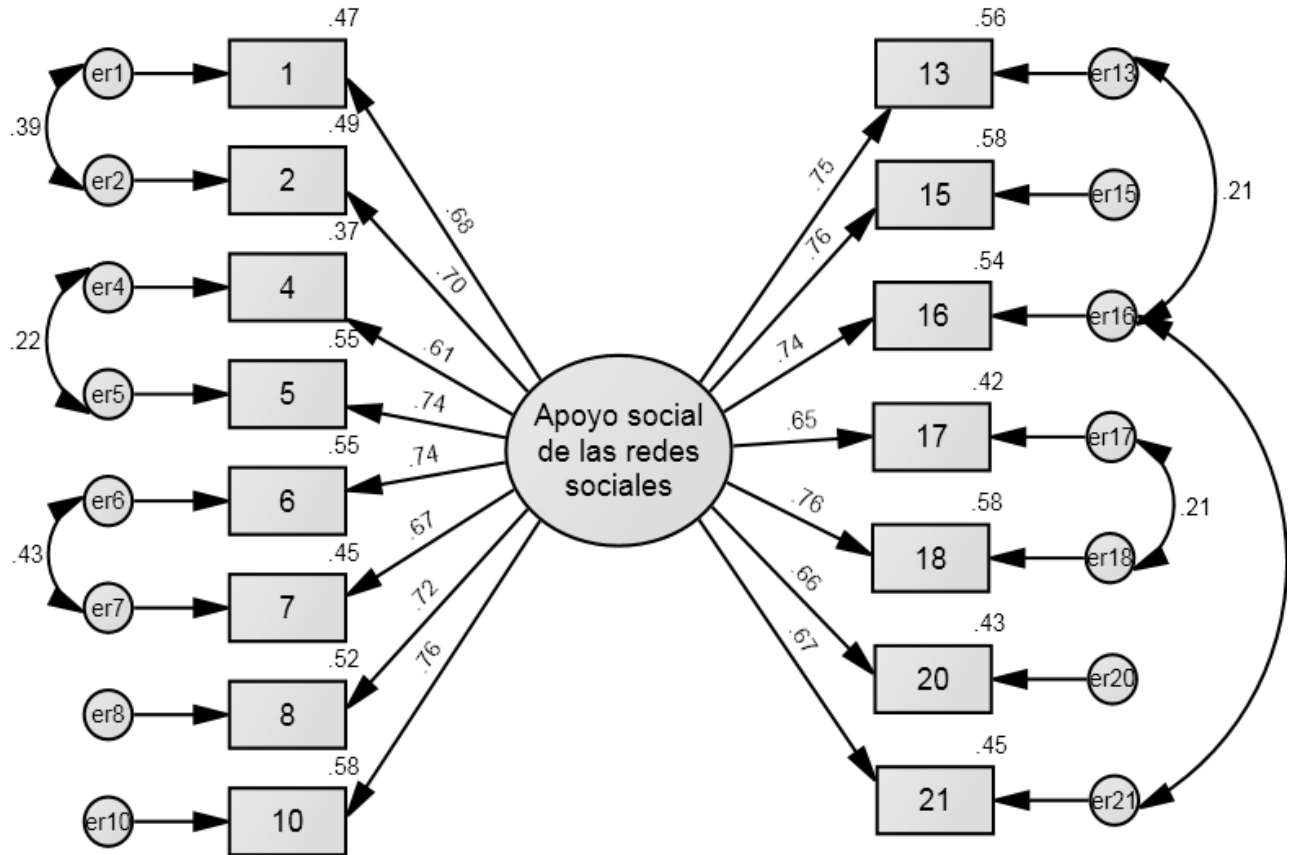 .47
er1
1
.39
.49
er2
2
.68
.37
er4
4
.70
.22
.55
er5
5
.61
.74
.55
er6
6
.74
.43
.45
er7
7
.67
.52
er8
8
.72
.58
er10
10
.76
Apoyo social
de las redes
sociales
.56
13
er13
.75
.58
15
er15
.21
.76
.54
16
er16
.74
.42
17
er17
.65
.58
18
er18
.21
.76
.43
20
er20
.66
.45
21
er21
.67